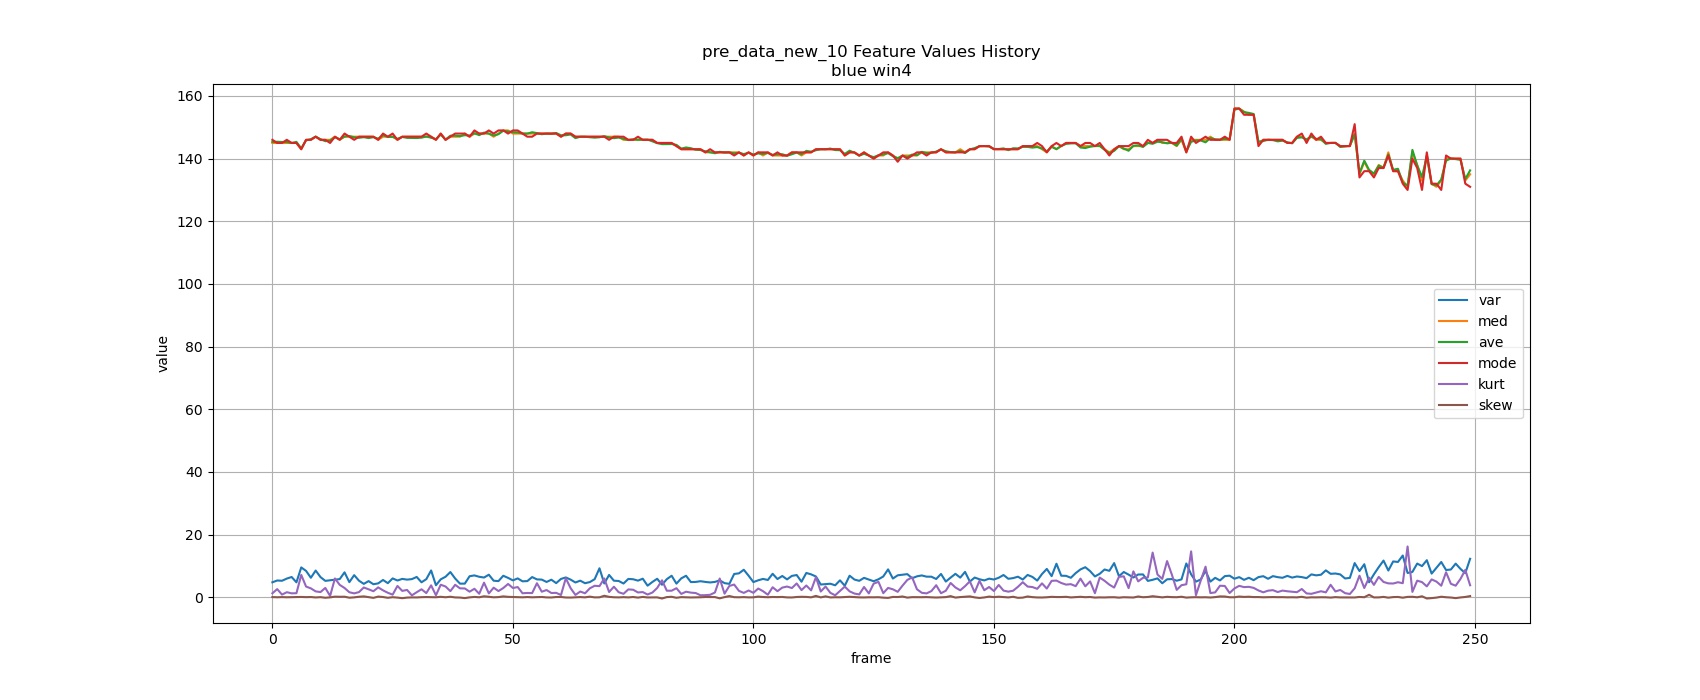 pre_data_new_10 Feature Values History
blue win4
160
140
120
100
80
60
40
20
0
value
var
med
ave
mode
kurt
skew
0 50 100 150 200 250
frame